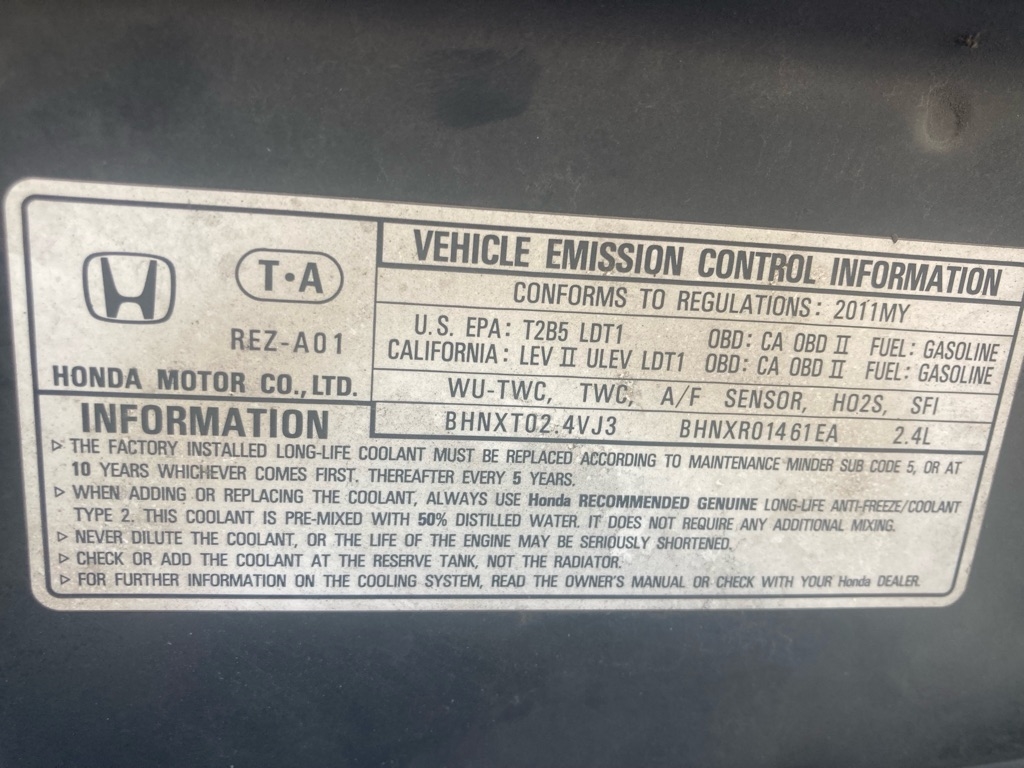 T·A
REZ-A01
HONDA MOTOR CO., LTD.
VEHICLE EMISSION CONTROL INFORMATION
CONFORMS TO REGULATIONS: 2011MY
U.S. EPA: T2B5 LDT1 OBD: CA OBD II FUEL: GASOLINE
CALIFORNIA: LEV II ULEV LDT1 OBD: CA OBD II FUEL: GASOLINE
WU-TWC, TWC, A/F SENSOR, HO2S, SFI
BHNXT02.4VJ3 BHNXR01461EA 2.4L
INFORMATION
▷ THE FACTORY INSTALLED LONG-LIFE COOLANT MUST BE REPLACED ACCORDING TO MAINTENANCE MINDER SUB CODE 5, OR AT
10 YEARS WHICHEVER COMES FIRST. THEREAFTER EVERY 5 YEARS.
▷ WHEN ADDING OR REPLACING THE COOLANT, ALWAYS USE Honda RECOMMENDED GENUINE LONG-LIFE ANTI-FREEZE/COOLANT
TYPE 2. THIS COOLANT IS PRE-MIXED WITH 50% DISTILLED WATER. IT DOES NOT REQUIRE ANY ADDITIONAL MIXING.
▷ NEVER DILUTE THE COOLANT, OR THE LIFE OF THE ENGINE MAY BE SERIOUSLY SHORTENED.
▷ CHECK OR ADD THE COOLANT AT THE RESERVE TANK, NOT THE RADIATOR.
▷ FOR FURTHER INFORMATION ON THE COOLING SYSTEM, READ THE OWNER'S MANUAL OR CHECK WITH YOUR Honda DEALER.